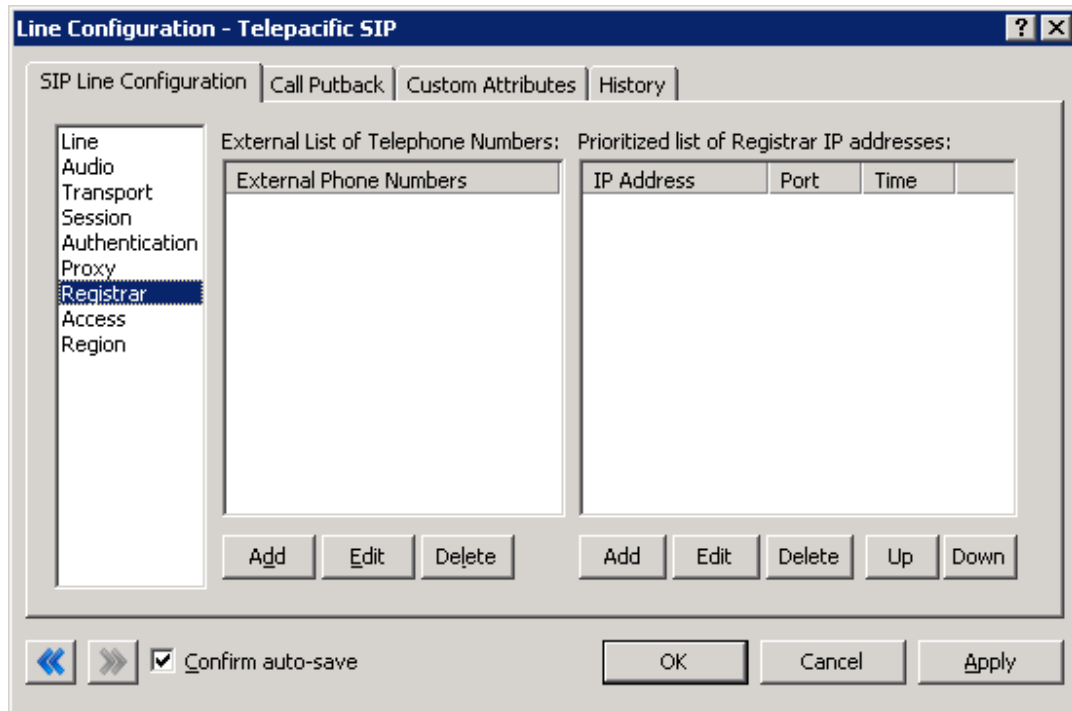 Line Configuration - Telepacific SIP
SIP Line Configuration
Call Putback
Custom Attributes
History
Line
Audio
Transport
Session
Authentication
Proxy
Registrar
Access
Region
External List of Telephone Numbers:
External Phone Numbers
Add
Edit
Delete
Prioritized list of Registrar IP addresses:
IP Address
Port
Time
Add
Edit
Delete
Up
Down
Confirm auto-save
OK
Cancel
Apply